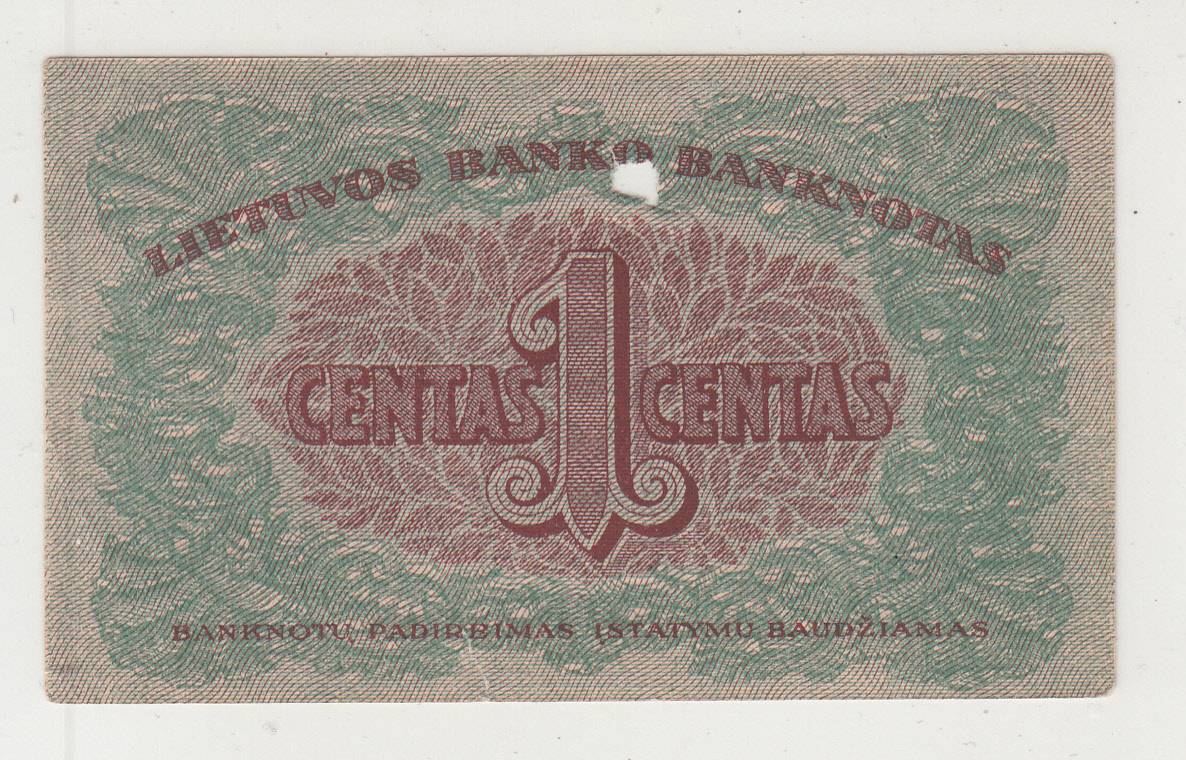 LIETUVOS BANKO BANKNOTAS
CENTAS 1 CENTAS
BANKNOTŲ PADIRBIMAS ĮSTATYMU BAUDŽIAMAS